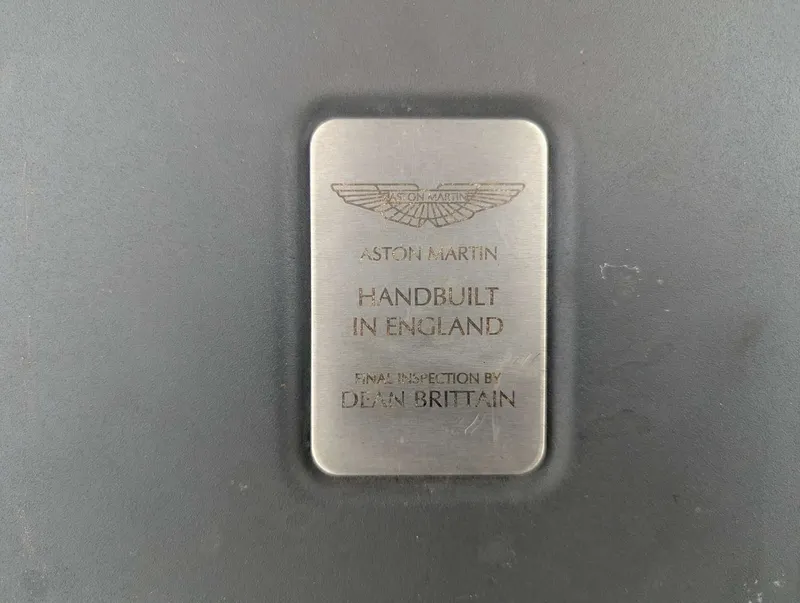 ASTON MARTIN
ASTON MARTIN
HANDBUILT
IN ENGLAND
FINAL INSPECTION BY
DEAN BRITTAIN